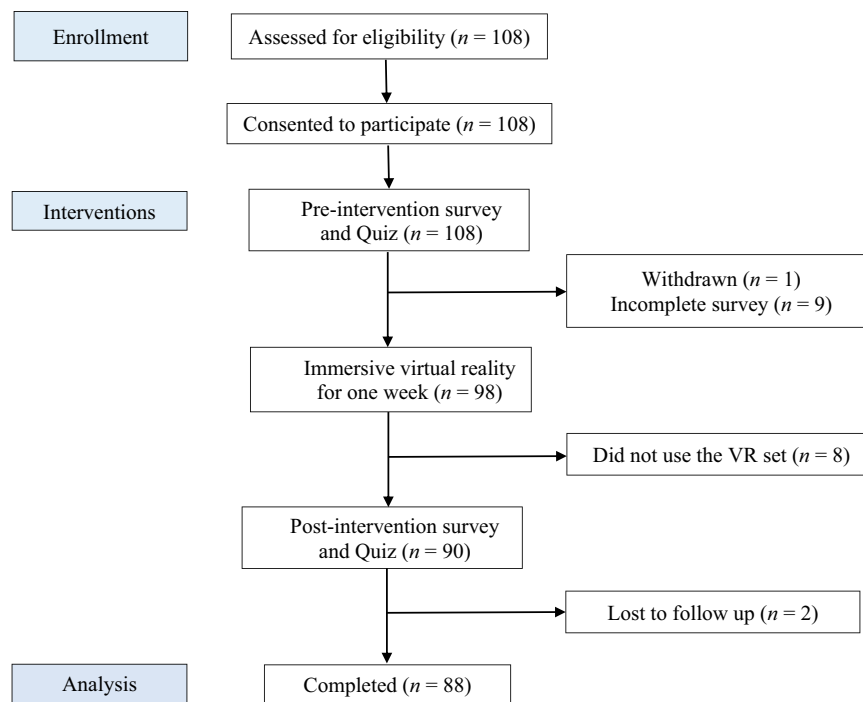 Enrollment
Assessed for eligibility (n = 108)
Consented to participate (n = 108)
Interventions
Pre-intervention survey
and Quiz (n = 108)
Withdrawn (n = 1)
Incomplete survey (n = 9)
Immersive virtual reality
for one week (n = 98)
Did not use the VR set (n = 8)
Post-intervention survey
and Quiz (n = 90)
Lost to follow up (n = 2)
Analysis
Completed (n = 88)